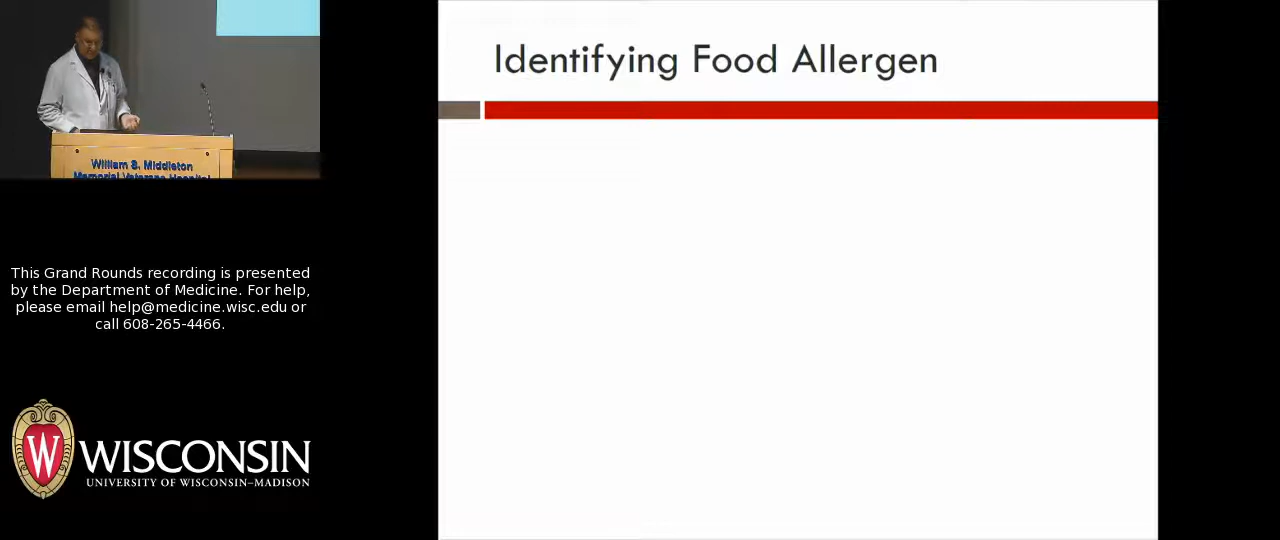 Identifying Food Allergen
William S. Middleton
Memorial Veterans Hospital
This Grand Rounds recording is presented
by the Department of Medicine. For help,
please email help@medicine.wisc.edu or
call 608-265-4466.
W WISCONSIN
UNIVERSITY OF WISCONSIN–MADISON